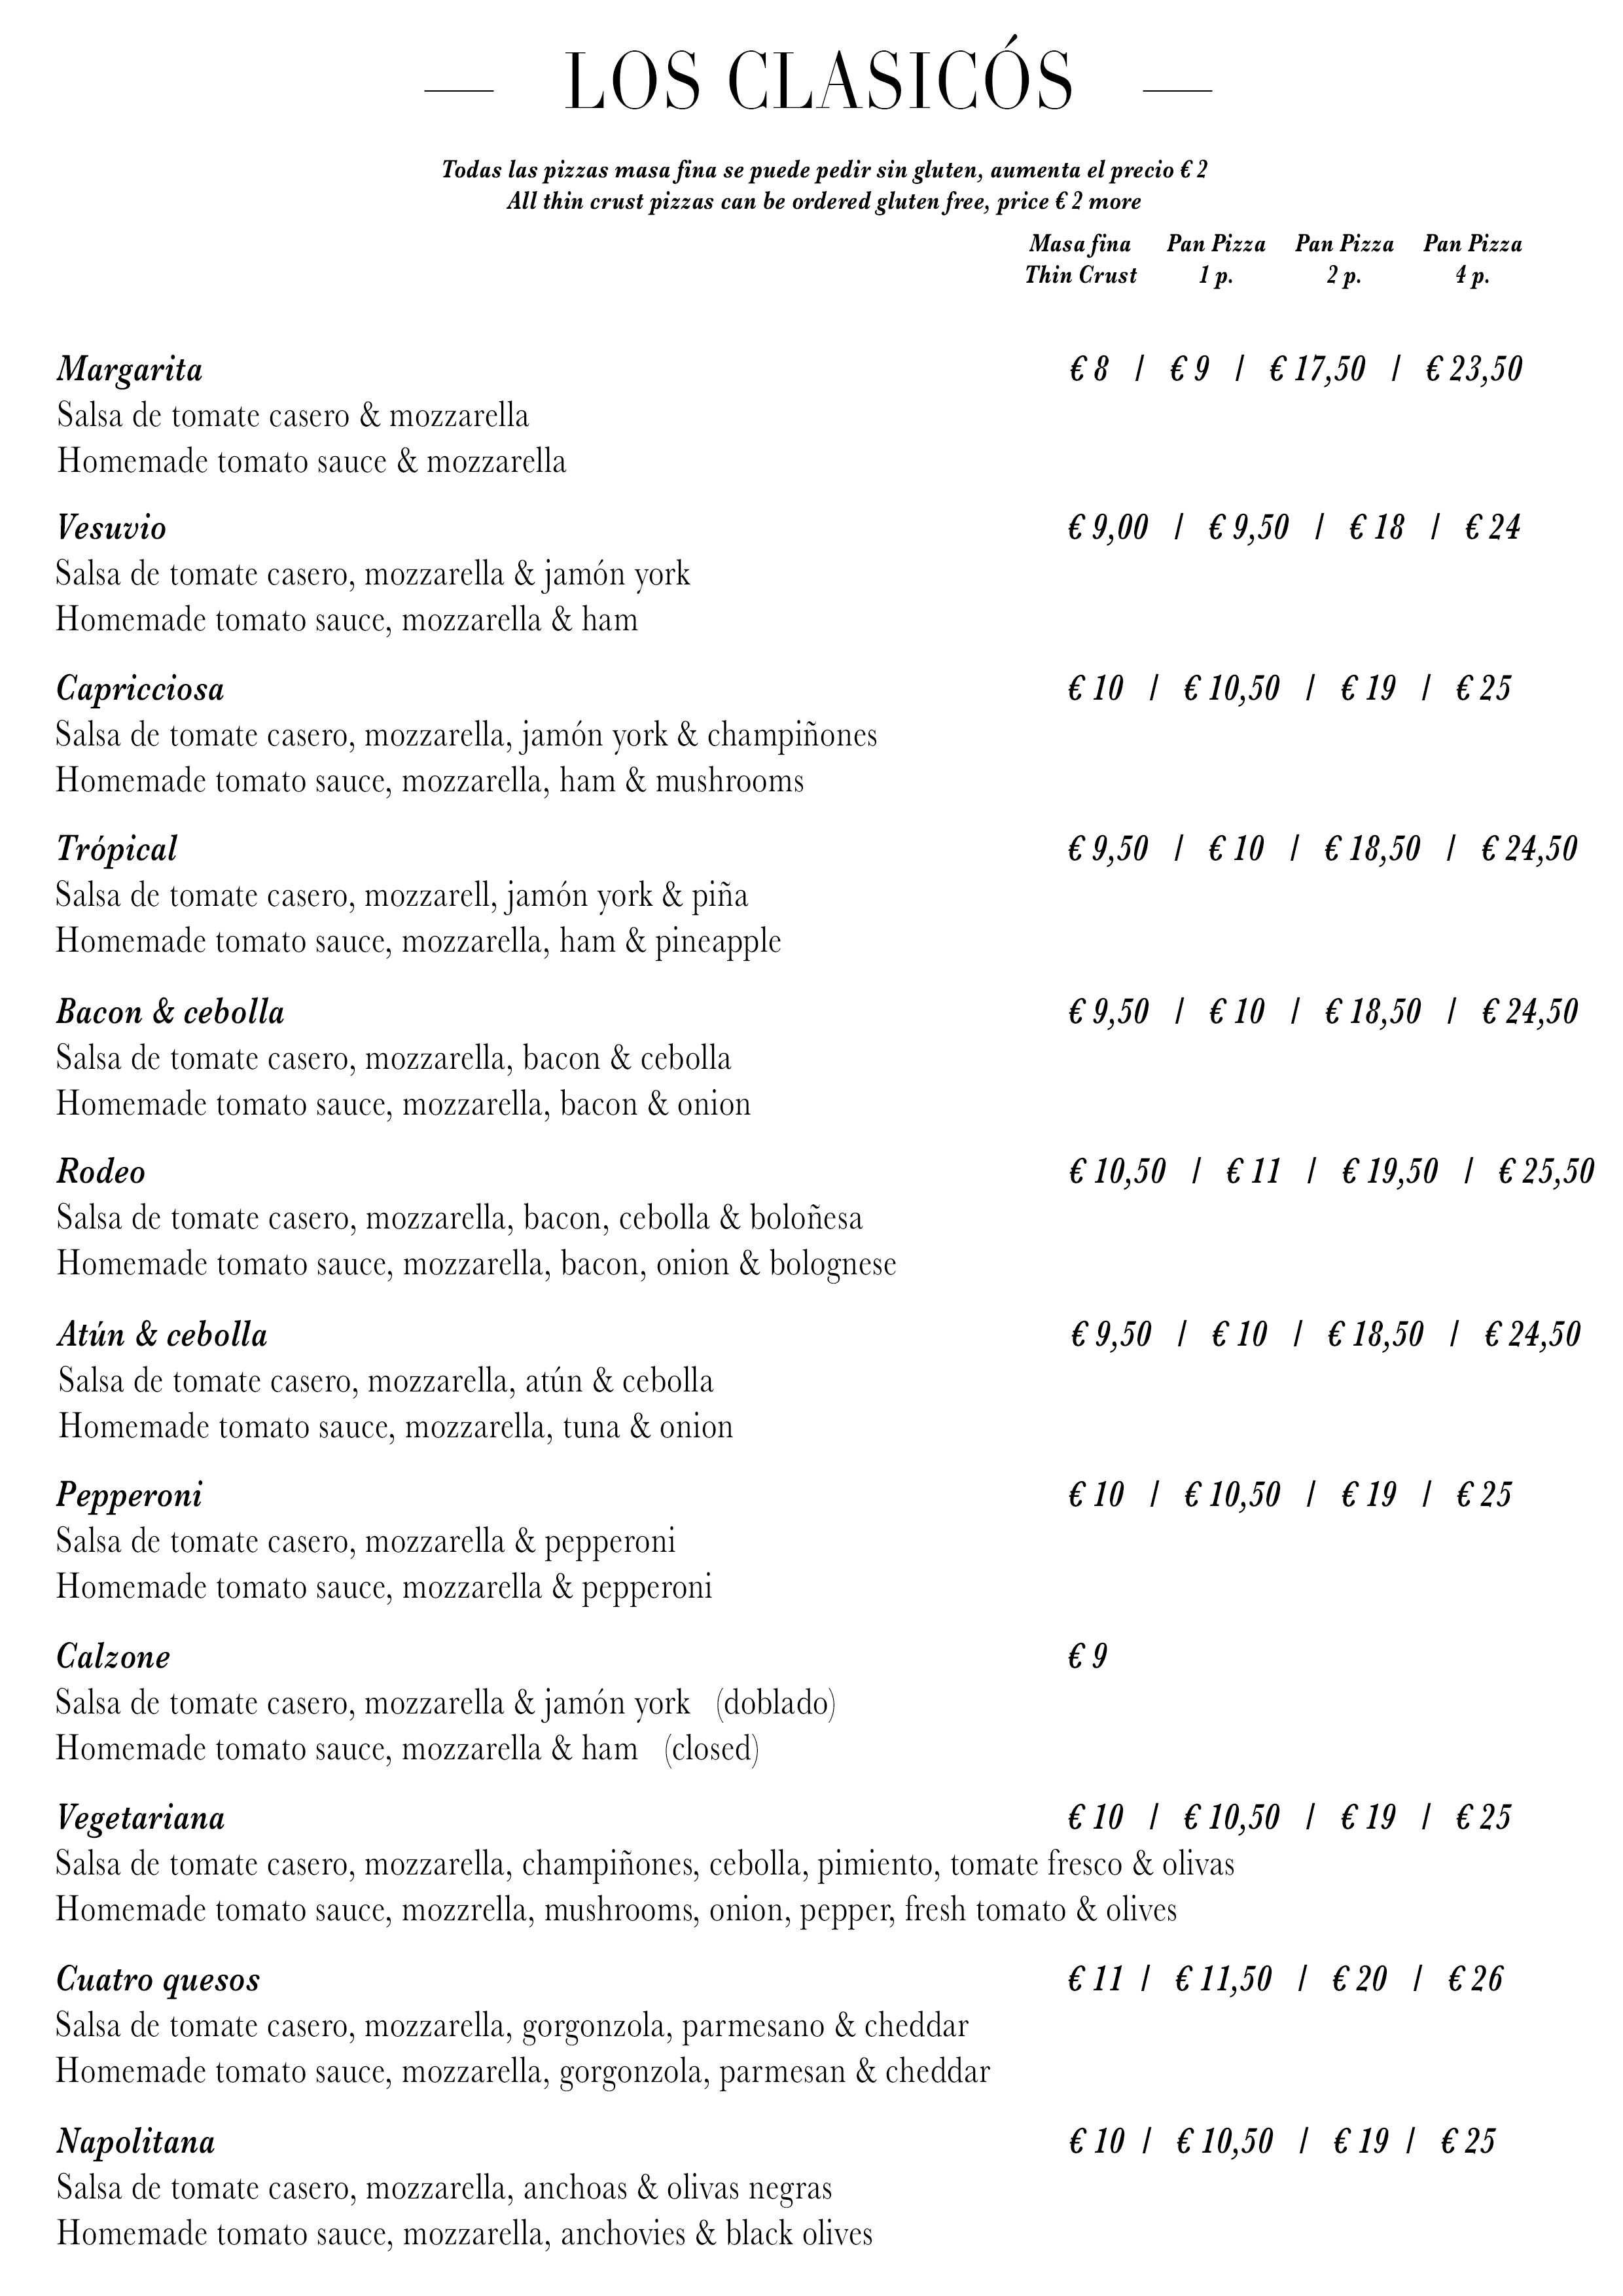 LOS CLASICÓS
Todas las pizzas masa fina se puede pedir sin gluten, aumenta el precio € 2
All thin crust pizzas can be ordered gluten free, price € 2 more
Masa fina Pan Pizza Pan Pizza Pan Pizza
Thin Crust 1 p. 2 p. 4 p.
Margarita € 8 / € 9 / € 17,50 / € 23,50
Salsa de tomate casero & mozzarella
Homemade tomato sauce & mozzarella
Vesuvio € 9,00 / € 9,50 / € 18 / € 24
Salsa de tomate casero, mozzarella & jamón york
Homemade tomato sauce, mozzarella & ham
Capricciosa € 10 / € 10,50 / € 19 / € 25
Salsa de tomate casero, mozzarella, jamón york & champiñones
Homemade tomato sauce, mozzarella, ham & mushrooms
Trópical € 9,50 / € 10 / € 18,50 / € 24,50
Salsa de tomate casero, mozzarell, jamón york & piña
Homemade tomato sauce, mozzarella, ham & pineapple
Bacon & cebolla € 9,50 / € 10 / € 18,50 / € 24,50
Salsa de tomate casero, mozzarella, bacon & cebolla
Homemade tomato sauce, mozzarella, bacon & onion
Rodeo € 10,50 / € 11 / € 19,50 / € 25,50
Salsa de tomate casero, mozzarella, bacon, cebolla & boloñesa
Homemade tomato sauce, mozzarella, bacon, onion & bolognese
Atún & cebolla € 9,50 / € 10 / € 18,50 / € 24,50
Salsa de tomate casero, mozzarella, atún & cebolla
Homemade tomato sauce, mozzarella, tuna & onion
Pepperoni € 10 / € 10,50 / € 19 / € 25
Salsa de tomate casero, mozzarella & pepperoni
Homemade tomato sauce, mozzarella & pepperoni
Calzone € 9
Salsa de tomate casero, mozzarella & jamón york (doblado)
Homemade tomato sauce, mozzarella & ham (closed)
Vegetariana € 10 / € 10,50 / € 19 / € 25
Salsa de tomate casero, mozzarella, champiñones, cebolla, pimiento, tomate fresco & olivas
Homemade tomato sauce, mozzrella, mushrooms, onion, pepper, fresh tomato & olives
Cuatro quesos € 11 / € 11,50 / € 20 / € 26
Salsa de tomate casero, mozzarella, gorgonzola, parmesano & cheddar
Homemade tomato sauce, mozzarella, gorgonzola, parmesan & cheddar
Napolitana € 10 / € 10,50 / € 19 / € 25
Salsa de tomate casero, mozzarella, anchoas & olivas negras
Homemade tomato sauce, mozzarella, anchovies & black olives